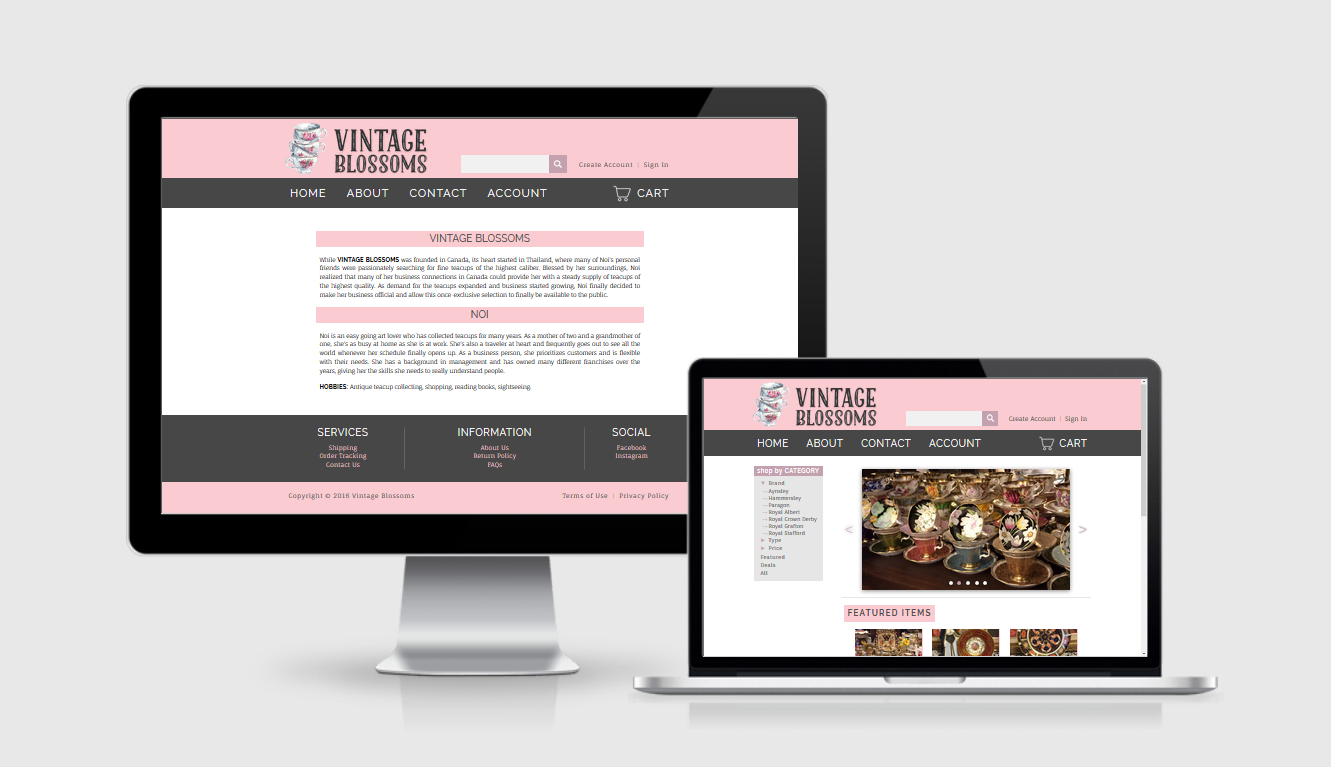 VINTAGE
BLOSSOMS
Create Account | Sign In
HOME ABOUT CONTACT ACCOUNT CART
VINTAGE BLOSSOMS
While VINTAGE BLOSSOMS was founded in Canada, its heart started in Thailand, where many of Noi's personal
friends were passionately searching for fine teacups of the highest caliber. Blessed by her surroundings, Noi
realized that many of her business connections in Canada could provide her with a steady supply of teacups of
the highest quality. As demand for the teacups expanded and business started growing, Noi finally decided to
make her business official and allow this once-exclusive selection to finally be available to the public.
NOI
Noi is an easy going art lover who has collected teacups for many years. As a mother of two and a grandmother of
one, she's as busy at home as she is at work. She's also a traveler at heart and frequently goes out to see all the
world whenever her schedule finally opens up. As a business person, she prioritizes customers and is flexible
with their needs. She has a background in management and has owned many different franchises over the
years, giving her the skills she needs to really understand people.
HOBBIES: Antique teacup collecting, shopping, reading books, sightseeing.
SERVICES
Shipping
Order Tracking
Contact Us
INFORMATION
About Us
Return Policy
FAQs
SOCIAL
Facebook
Instagram
Copyright © 2016 Vintage Blossoms
Terms of Use | Privacy Policy
VINTAGE
BLOSSOMS
Create Account | Sign In
HOME ABOUT CONTACT ACCOUNT CART
shop by CATEGORY
Brand
Aynsley
Hammersley
Paragon
Royal Albert
Royal Crown Derby
Royal Grafton
Royal Stafford
Type
Price
Featured
Deals
All
< >
FEATURED ITEMS